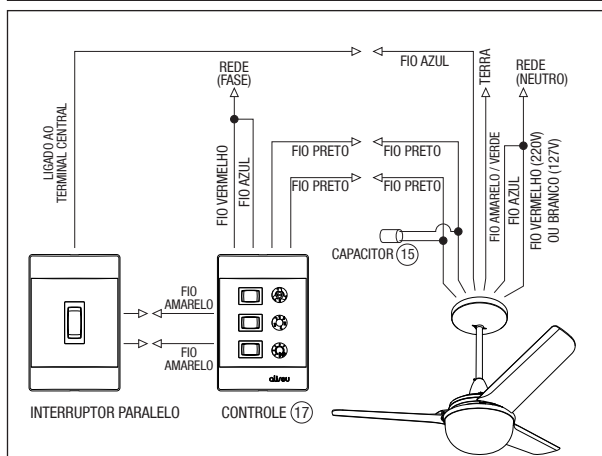 FIO AZUL
TERRA
REDE
(NEUTRO)
REDE
(FASE)
LIGADO AO
TERMINAL CENTRAL
FIO VERMELHO
FIO AZUL
FIO PRETO
FIO PRETO
FIO PRETO
FIO PRETO
FIO AMARELO / VERDE
FIO AZUL
FIO VERMELHO (220V)
OU BRANCO (127V)
CAPACITOR 15
FIO
AMARELO
FIO
AMARELO
aliseu
INTERRUPTOR PARALELO
CONTROLE 17